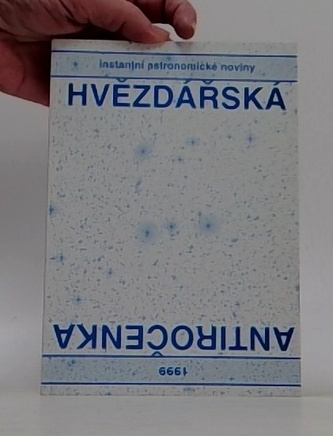 instantní astronomické noviny
HVĚZDÁŘSKÁ
ANTIROČENKA
1999